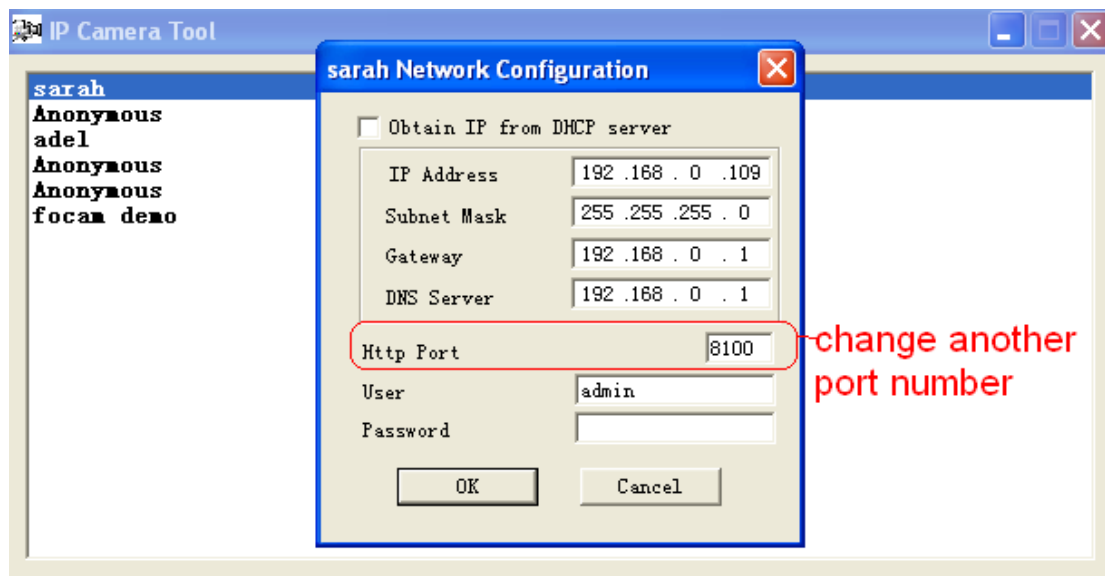 IP Camera Tool
sarah
Anonymous
adel
Anonymous
Anonymous
focam demo
sarah Network Configuration
Obtain IP from DHCP server
IP Address 192 .168 . 0 .109
Subnet Mask 255 .255 .255 . 0
Gateway 192 .168 . 0 . 1
DNS Server 192 .168 . 0 . 1
Http Port 8100
User admin
Password
OK Cancel
change another
port number